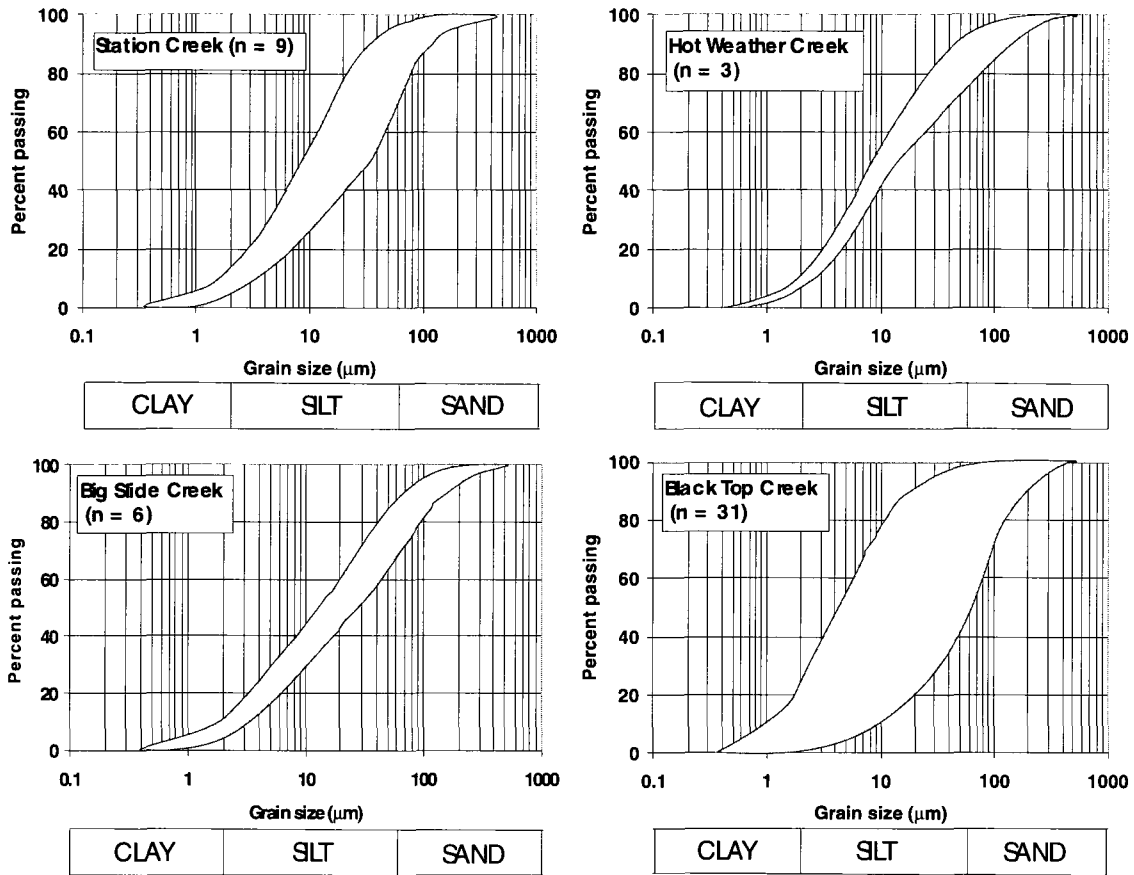 Station Creek (n = 9)
Percent passing
100
80
60
40
20
0
0.1 1 10 100 1000
Grain size (μm)
CLAY SILT SAND
Hot Weather Creek
(n = 3)
Percent passing
100
80
60
40
20
0
0.1 1 10 100 1000
Grain size (μm)
CLAY SILT SAND
Big Slide Creek
(n = 6)
Percent passing
100
80
60
40
20
0
0.1 1 10 100 1000
Grain size (μm)
CLAY SILT SAND
Black Top Creek
(n = 31)
Percent passing
100
80
60
40
20
0
0.1 1 10 100 1000
Grain size (μm)
CLAY SILT SAND